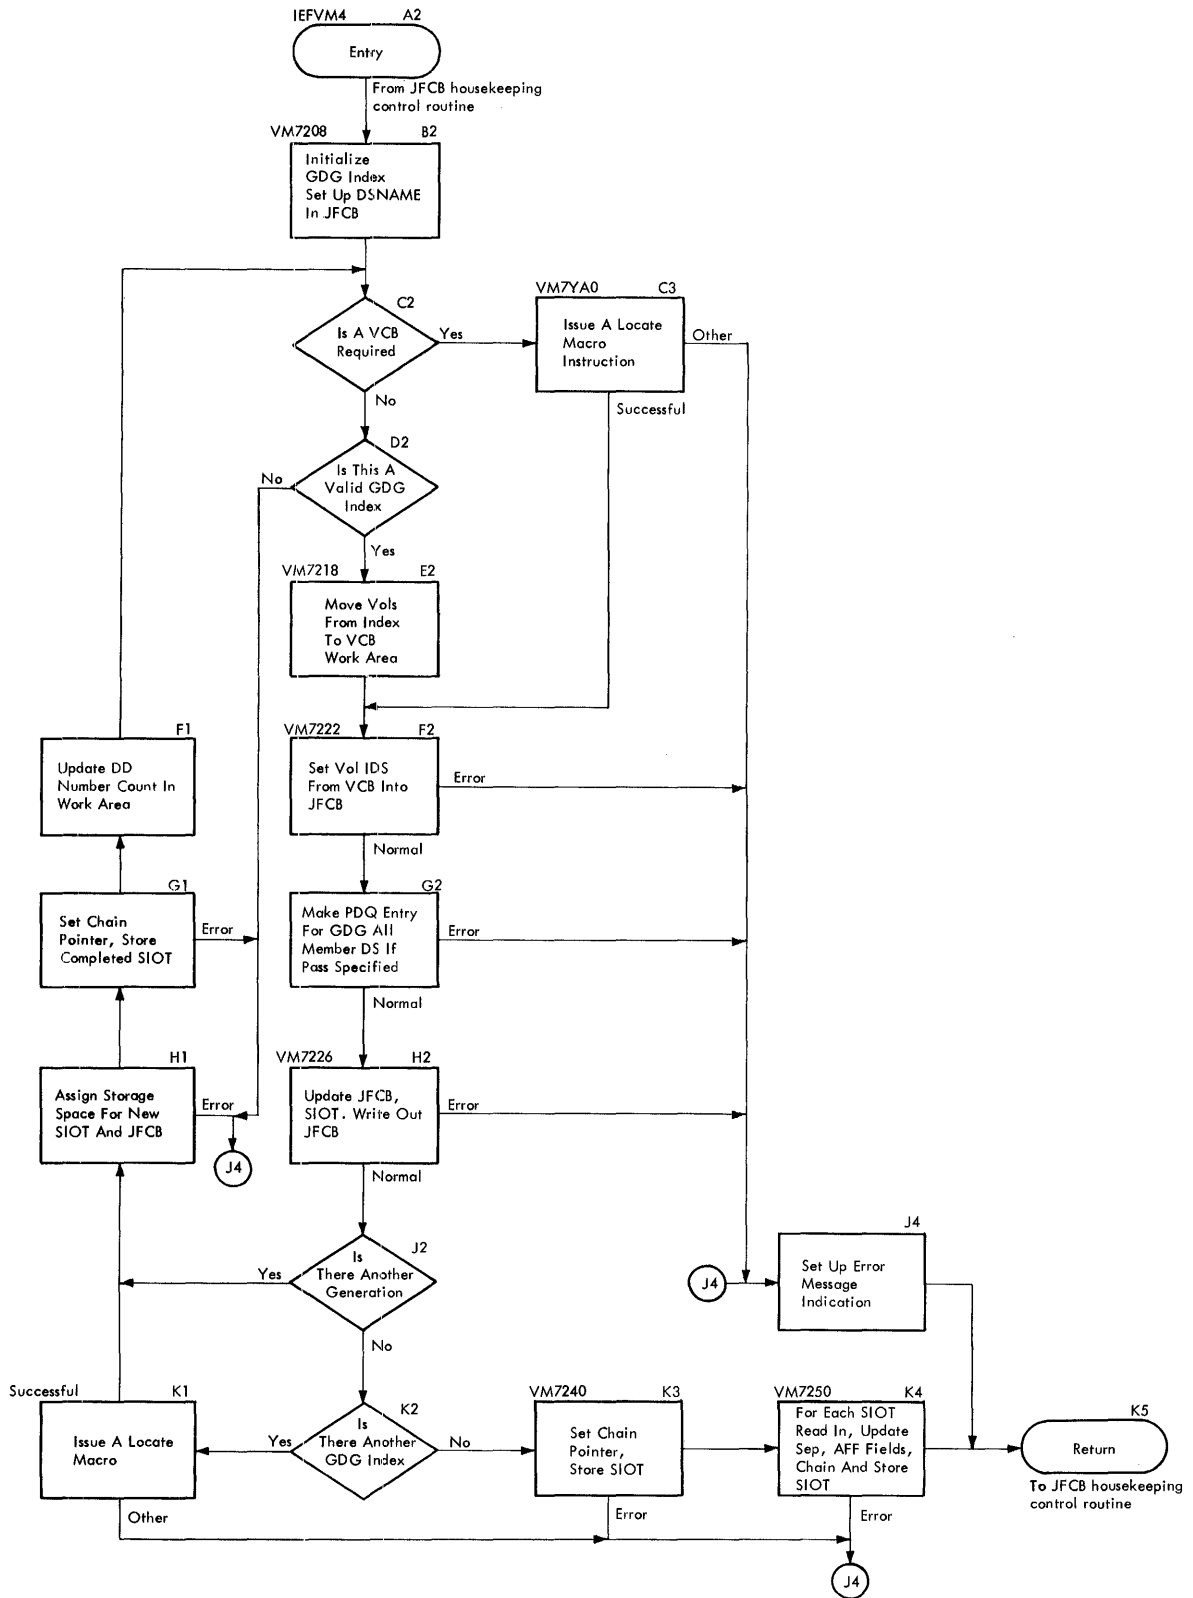 IEFVM4 A2
Entry
From JFCB housekeeping
control routine
VM7208 B2
Initialize
GDG Index
Set Up DSNAME
In JFCB
C2
Is A VCB
Required
Yes
No
VM7YA0 C3
Issue A Locate
Macro
Instruction
Other
Successful
D2
Is This A
Valid GDG
Index
No
Yes
VM7218 E2
Move Vols
From Index
To VCB
Work Area
F1
Update DD
Number Count In
Work Area
VM7222 F2
Set Vol IDS
From VCB Into
JFCB
Error
Normal
G1
Set Chain
Pointer, Store
Completed SIOT
Error
G2
Make PDQ Entry
For GDG All
Member DS If
Pass Specified
Error
Normal
H1
Assign Storage
Space For New
SIOT And JFCB
Error
J4
VM7226 H2
Update JFCB,
SIOT. Write Out
JFCB
Error
Normal
J2
Is
There Another
Generation
Yes
No
J4
J4
Set Up Error
Message
Indication
Successful K1
Issue A Locate
Macro
Other
K2
Is
There Another
GDG Index
Yes
No
VM7240 K3
Set Chain
Pointer,
Store SIOT
Error
VM7250 K4
For Each SIOT
Read In, Update
Sep, AFF Fields,
Chain And Store
SIOT
Error
J4
K5
Return
To JFCB housekeeping
control routine